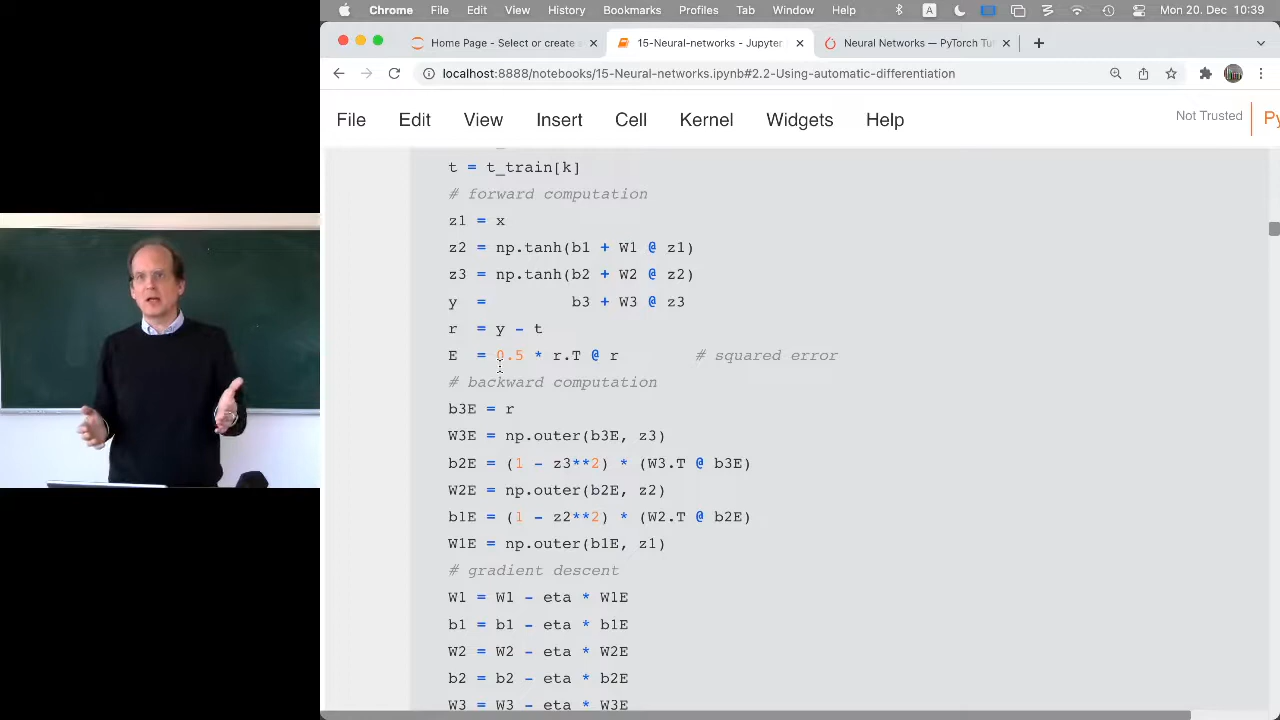 Chrome File Edit View History Bookmarks Profiles Tab Window Help A Mon 20. Dec 10:39
Home Page - Select or create 15-Neural-networks - Jupyter Neural Networks — PyTorch Tut
localhost:8888/notebooks/15-Neural-networks.ipynb#2.2-Using-automatic-differentiation
File Edit View Insert Cell Kernel Widgets Help Not Trusted Py
t = t_train[k]
# forward computation
z1 = x
z2 = np.tanh(b1 + W1 @ z1)
z3 = np.tanh(b2 + W2 @ z2)
y = b3 + W3 @ z3
r = y - t
E = 0.5 * r.T @ r # squared error
# backward computation
b3E = r
W3E = np.outer(b3E, z3)
b2E = (1 - z3**2) * (W3.T @ b3E)
W2E = np.outer(b2E, z2)
b1E = (1 - z2**2) * (W2.T @ b2E)
W1E = np.outer(b1E, z1)
# gradient descent
W1 = W1 - eta * W1E
b1 = b1 - eta * b1E
W2 = W2 - eta * W2E
b2 = b2 - eta * b2E
W3 = W3 - eta * W3E